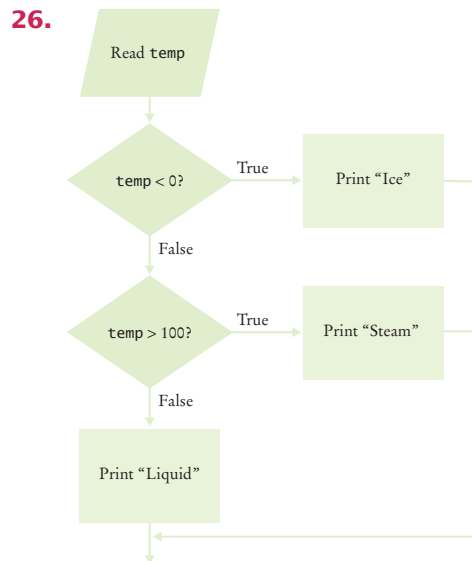 26.
Read temp
temp < 0?
True
Print “Ice”
False
temp > 100?
True
Print “Steam”
False
Print “Liquid”